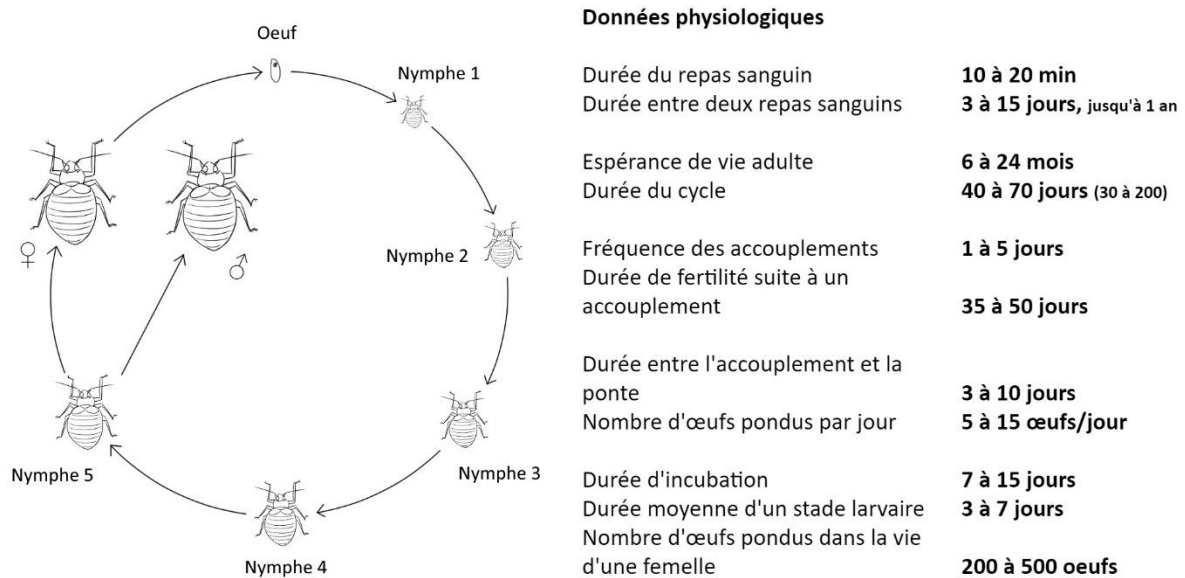 Oeuf
Nymphe 1
Nymphe 2
Nymphe 3
Nymphe 4
Nymphe 5
♀
♂
Données physiologiques
Durée du repas sanguin 10 à 20 min
Durée entre deux repas sanguins 3 à 15 jours, jusqu'à 1 an
Espérance de vie adulte 6 à 24 mois
Durée du cycle 40 à 70 jours (30 à 200)
Fréquence des accouplements 1 à 5 jours
Durée de fertilité suite à un
accouplement 35 à 50 jours
Durée entre l'accouplement et la
ponte 3 à 10 jours
Nombre d'œufs pondus par jour 5 à 15 œufs/jour
Durée d'incubation 7 à 15 jours
Durée moyenne d'un stade larvaire 3 à 7 jours
Nombre d'œufs pondus dans la vie
d'une femelle 200 à 500 oeufs